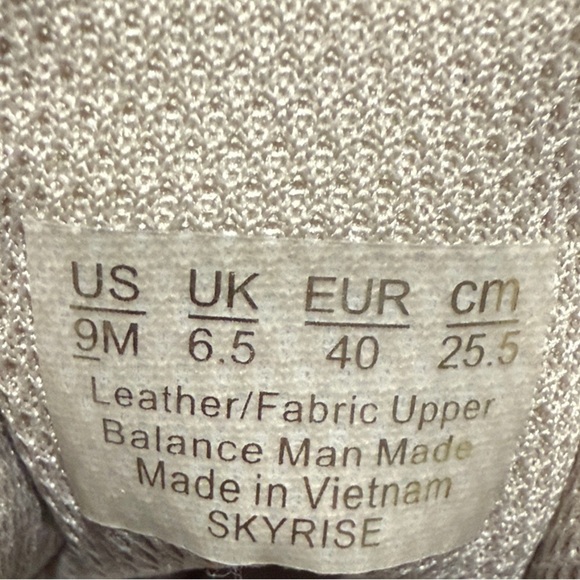 US UK EUR cm
9M 6.5 40 25.5
Leather/Fabric Upper
Balance Man Made
Made in Vietnam
SKYRISE